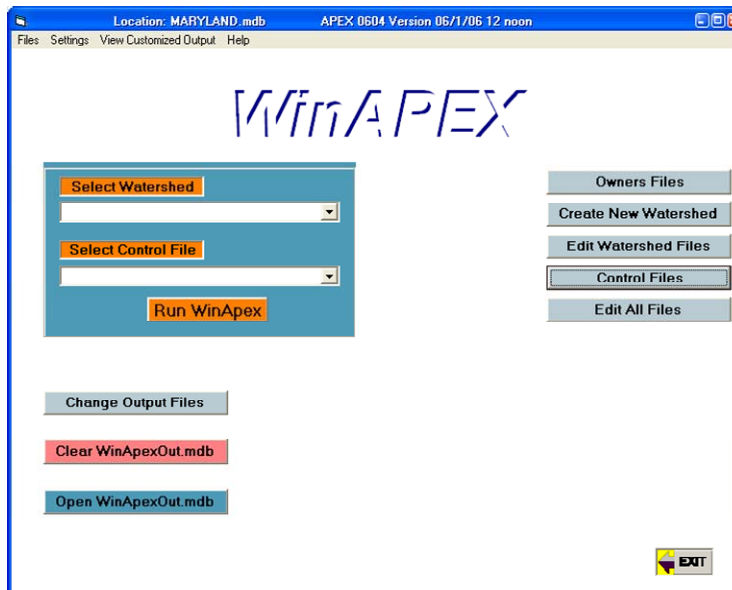 Location: MARYLAND.mdb APEX 0604 Version 06/1/06 12 noon
Files Settings View Customized Output Help
WinAPEX
Select Watershed
Select Control File
Run WinApex
Owners Files
Create New Watershed
Edit Watershed Files
Control Files
Edit All Files
Change Output Files
Clear WinApexOut.mdb
Open WinApexOut.mdb
EXIT